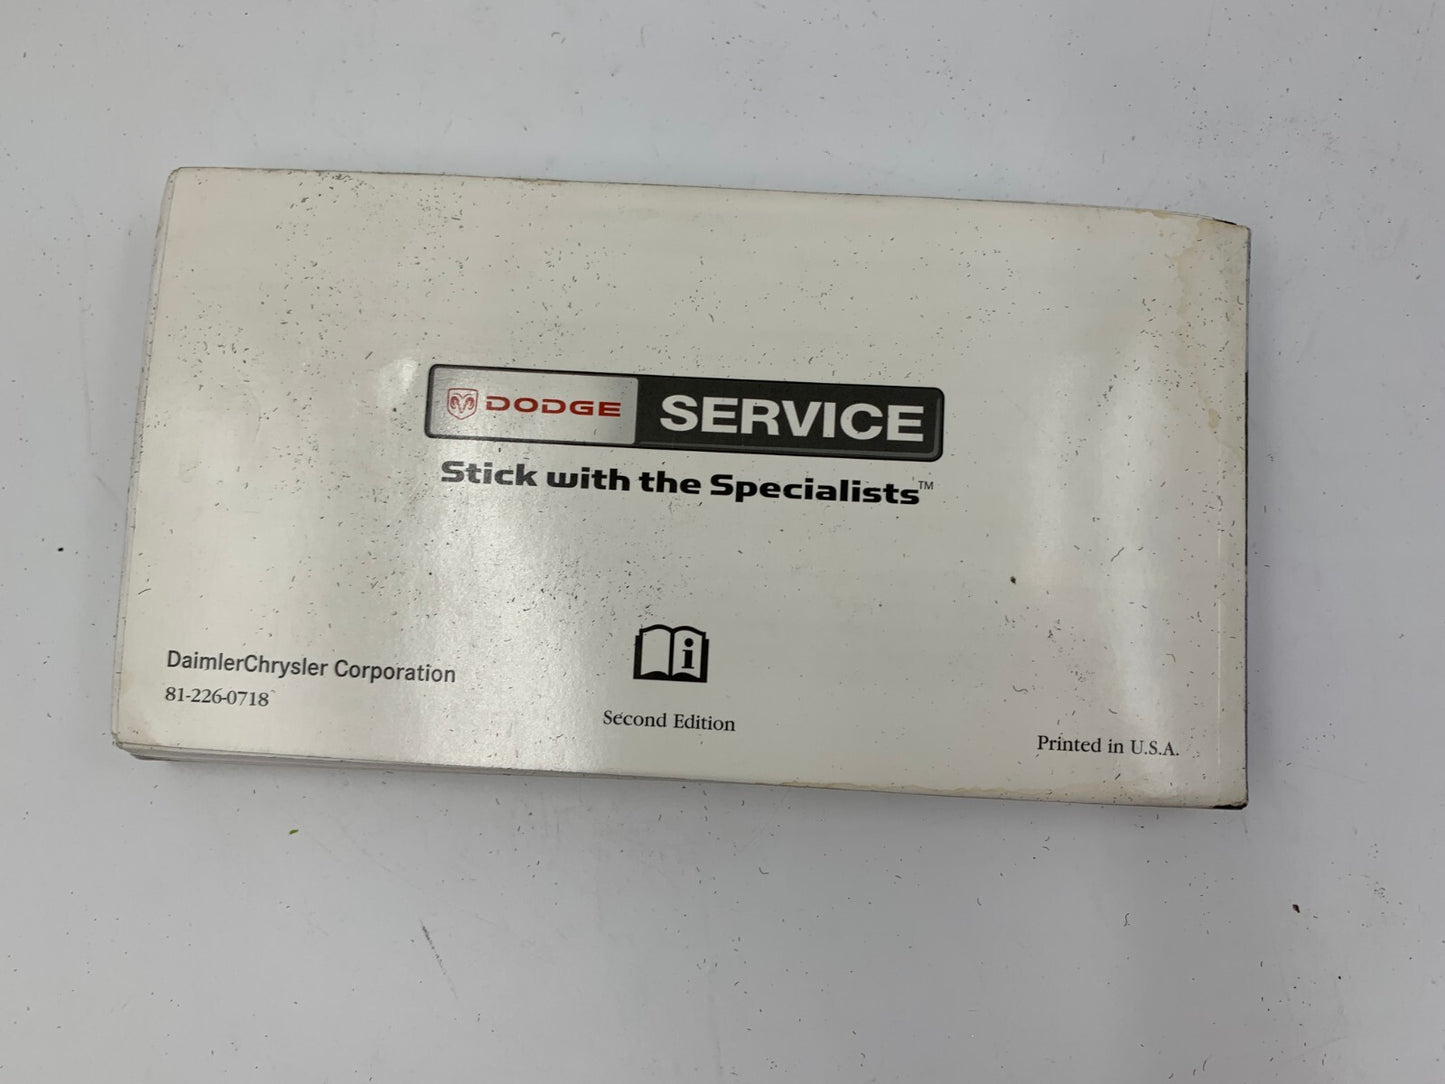 DODGE SERVICE
Stick with the Specialists™
i
DaimlerChrysler Corporation
81-226-0718
Second Edition
Printed in U.S.A.